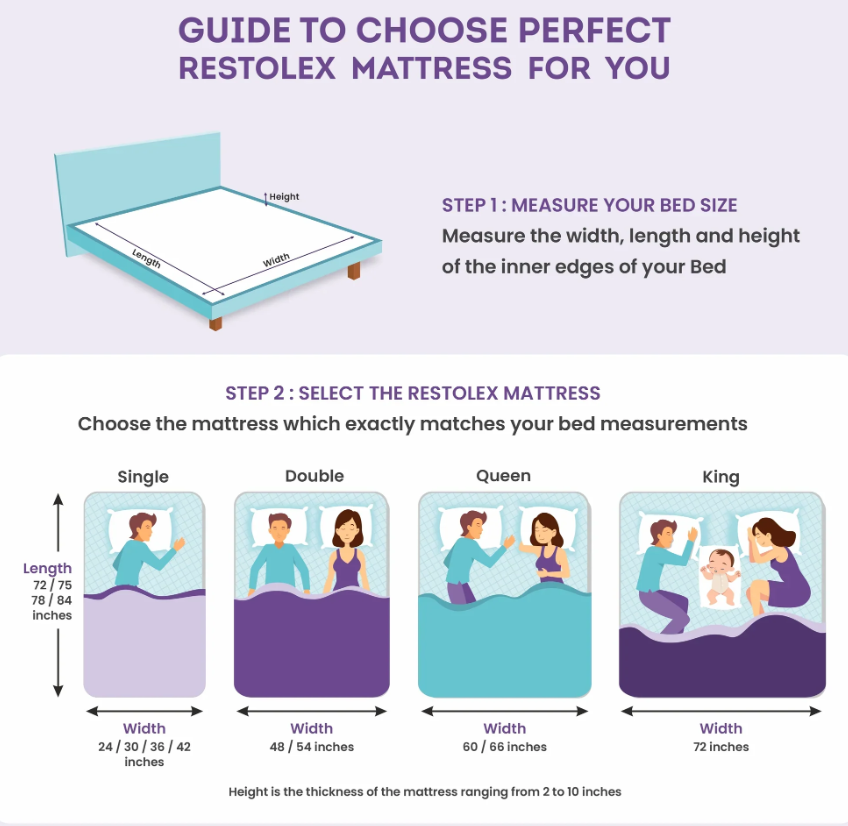 GUIDE TO CHOOSE PERFECT
RESTOLEX MATTRESS FOR YOU
Height
Length
Width
STEP 1 : MEASURE YOUR BED SIZE
Measure the width, length and height
of the inner edges of your Bed
STEP 2 : SELECT THE RESTOLEX MATTRESS
Choose the mattress which exactly matches your bed measurements
Single
Double
Queen
King
Length
72 / 75
78 / 84
inches
Width
24 / 30 / 36 / 42
inches
Width
48 / 54 inches
Width
60 / 66 inches
Width
72 inches
Height is the thickness of the mattress ranging from 2 to 10 inches